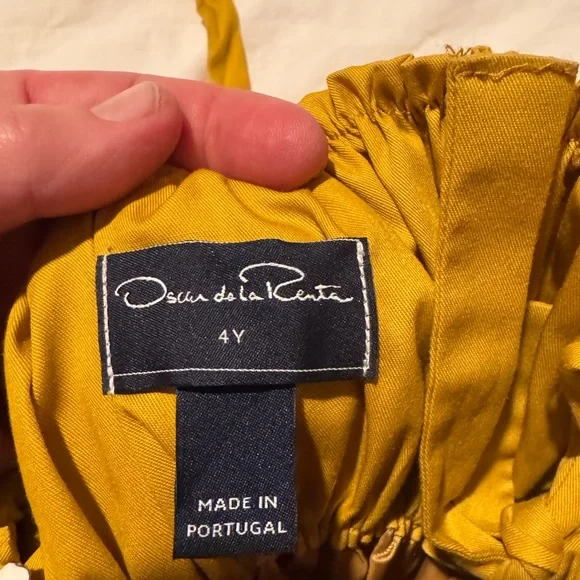 Oscar de la Renta
4Y
MADE IN
PORTUGAL